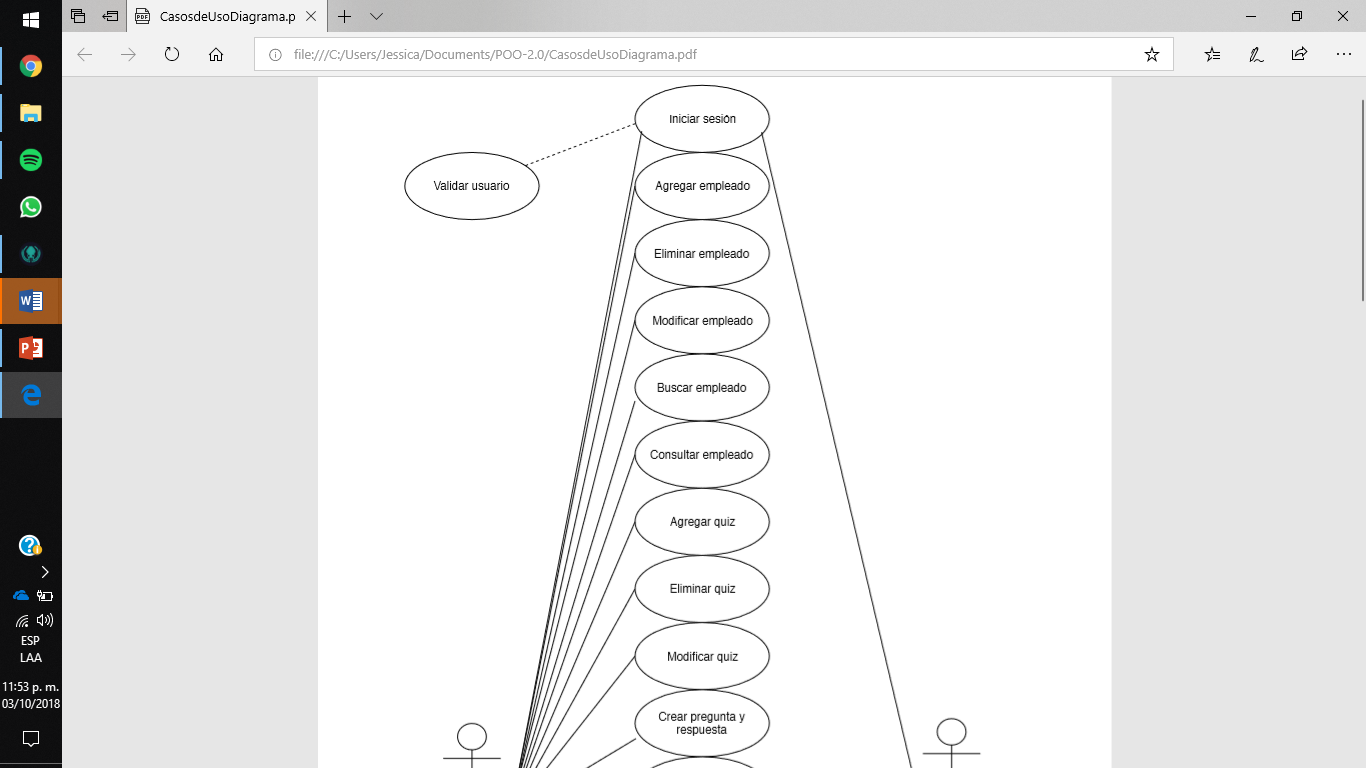 CasosdeUsoDiagrama.p
file:///C:/Users/Jessica/Documents/POO-2.0/CasosdeUsoDiagrama.pdf
Iniciar sesión
Validar usuario
Agregar empleado
Eliminar empleado
Modificar empleado
Buscar empleado
Consultar empleado
Agregar quiz
Eliminar quiz
Modificar quiz
Crear pregunta y
respuesta
ESP
LAA
11:53 p. m.
03/10/2018